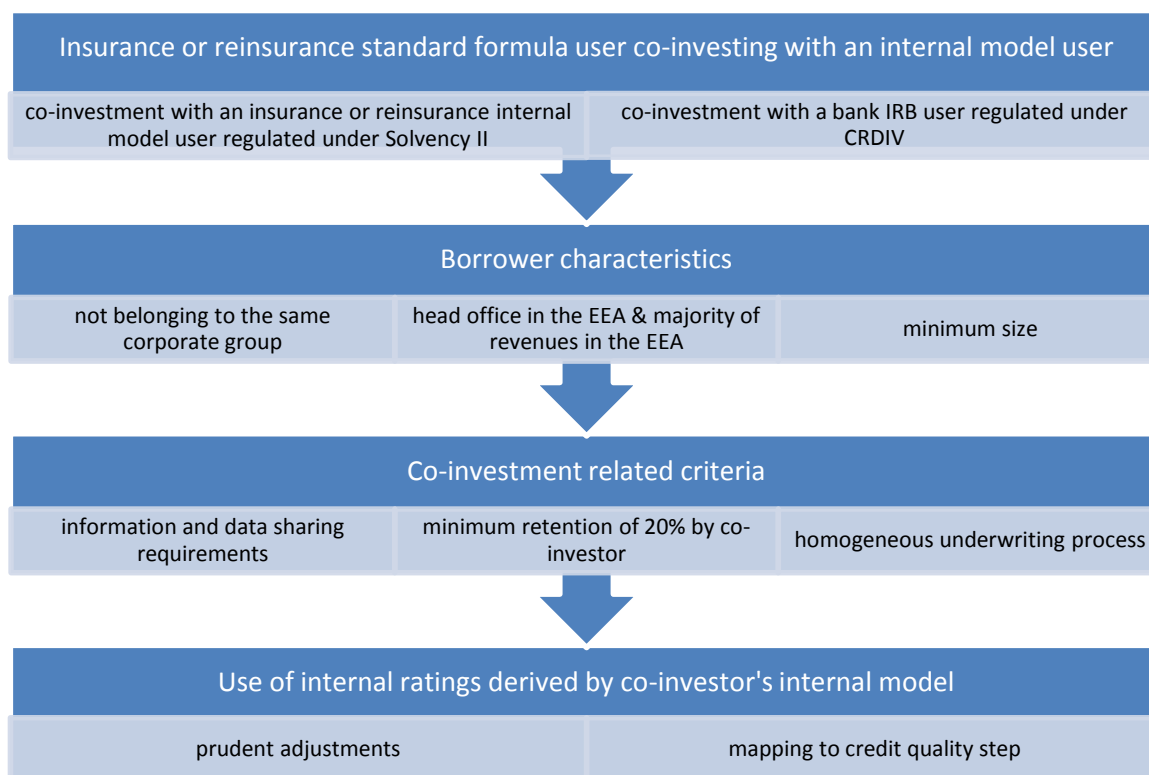 Insurance or reinsurance standard formula user co-investing with an internal model user
co-investment with an insurance or reinsurance internal
model user regulated under Solvency II
co-investment with a bank IRB user regulated under
CRDIV
Borrower characteristics
not belonging to the same
corporate group
head office in the EEA & majority of
revenues in the EEA
minimum size
Co-investment related criteria
information and data sharing
requirements
minimum retention of 20% by co-
investor
homogeneous underwriting process
Use of internal ratings derived by co-investor's internal model
prudent adjustments
mapping to credit quality step